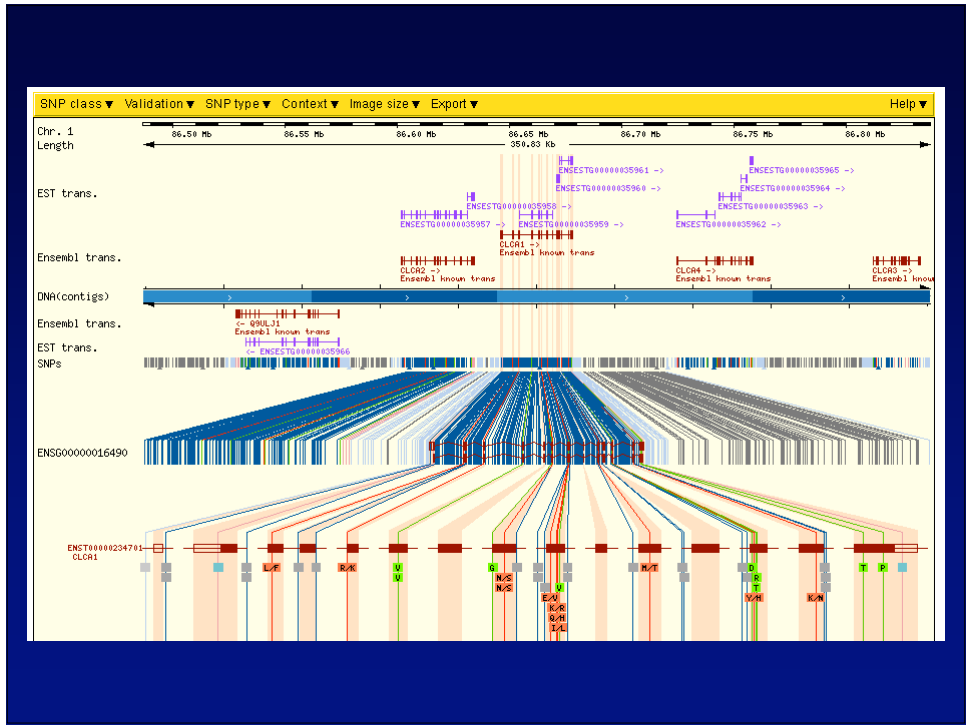 SNP class ▼ Validation ▼ SNP type ▼ Context ▼ Image size ▼ Export ▼ Help ▼
Chr. 1
86.50 Mb 86.55 Mb 86.60 Mb 86.65 Mb 86.70 Mb 86.75 Mb 86.80 Mb
Length 350.83 Kb
ENSESTG00000035961 -> ENSESTG00000035965 ->
ENSESTG00000035960 -> ENSESTG00000035964 ->
EST trans.
ENSESTG00000035958 -> ENSESTG00000035963 ->
ENSESTG00000035957 -> ENSESTG00000035959 -> ENSESTG00000035962 ->
CLCA1 ->
Ensembl known trans
Ensembl trans.
CLCA2 -> CLCA4 -> CLCA3 ->
Ensembl known trans Ensembl known trans Ensembl know
DNA(contigs) > > > >
Ensembl trans.
<- Q9ULJ1
Ensembl known trans
EST trans.
<- ENSESTG00000035966
SNPs
ENSG00000016490
ENST00000234701
CLCA1
L/F R/K V G M/T D T P
V N/S R
N/S V T
E/V Y/H K/N
K/R
Q/H
I/L